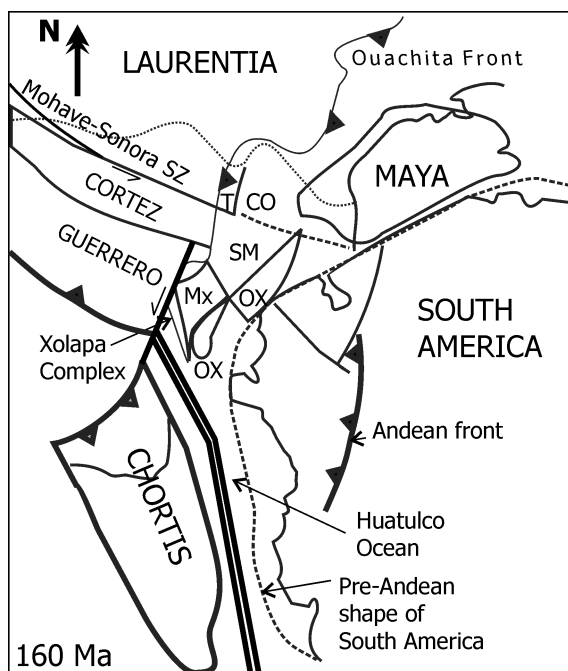 N
LAURENTIA
Ouachita Front
Mohave-Sonora SZ
MAYA
T
CO
CORTEZ
SM
GUERRERO
Mx
OX
SOUTH
AMERICA
Xolapa
Complex
OX
Andean front
CHORTIS
Huatulco
Ocean
Pre-Andean
shape of
South America
160 Ma